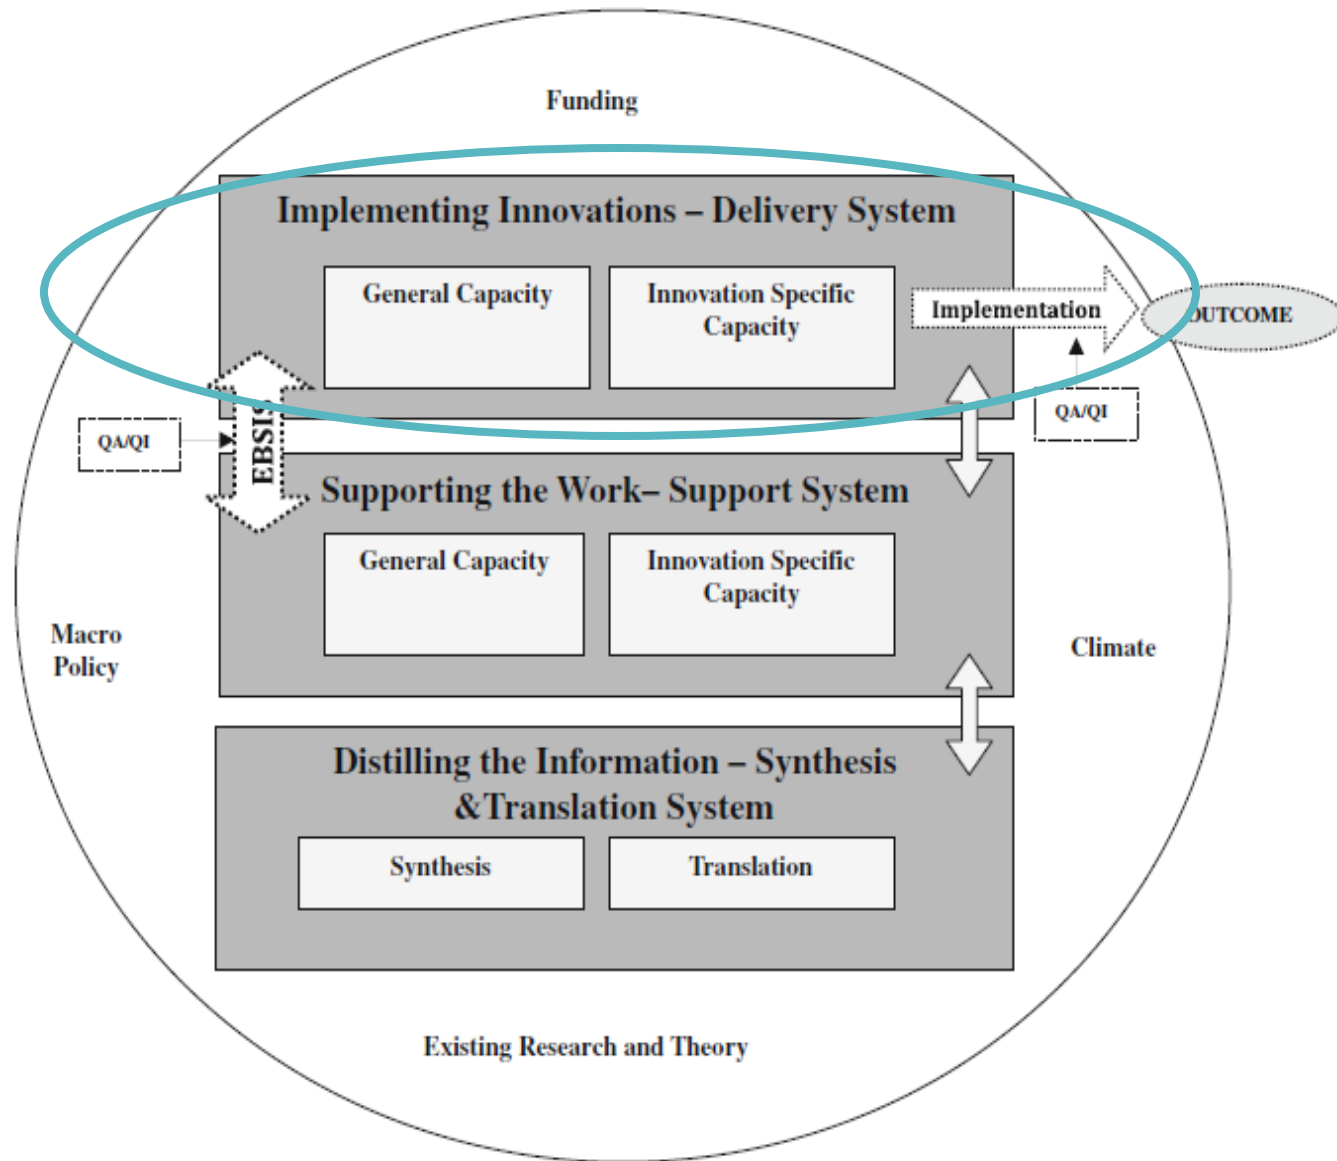 Funding
Implementing Innovations – Delivery System
General Capacity
Innovation Specific
Capacity
Implementation
OUTCOME
QA/QI
EBSIS
QA/QI
Supporting the Work– Support System
General Capacity
Innovation Specific
Capacity
Macro
Policy
Climate
Distilling the Information – Synthesis
&Translation System
Synthesis
Translation
Existing Research and Theory